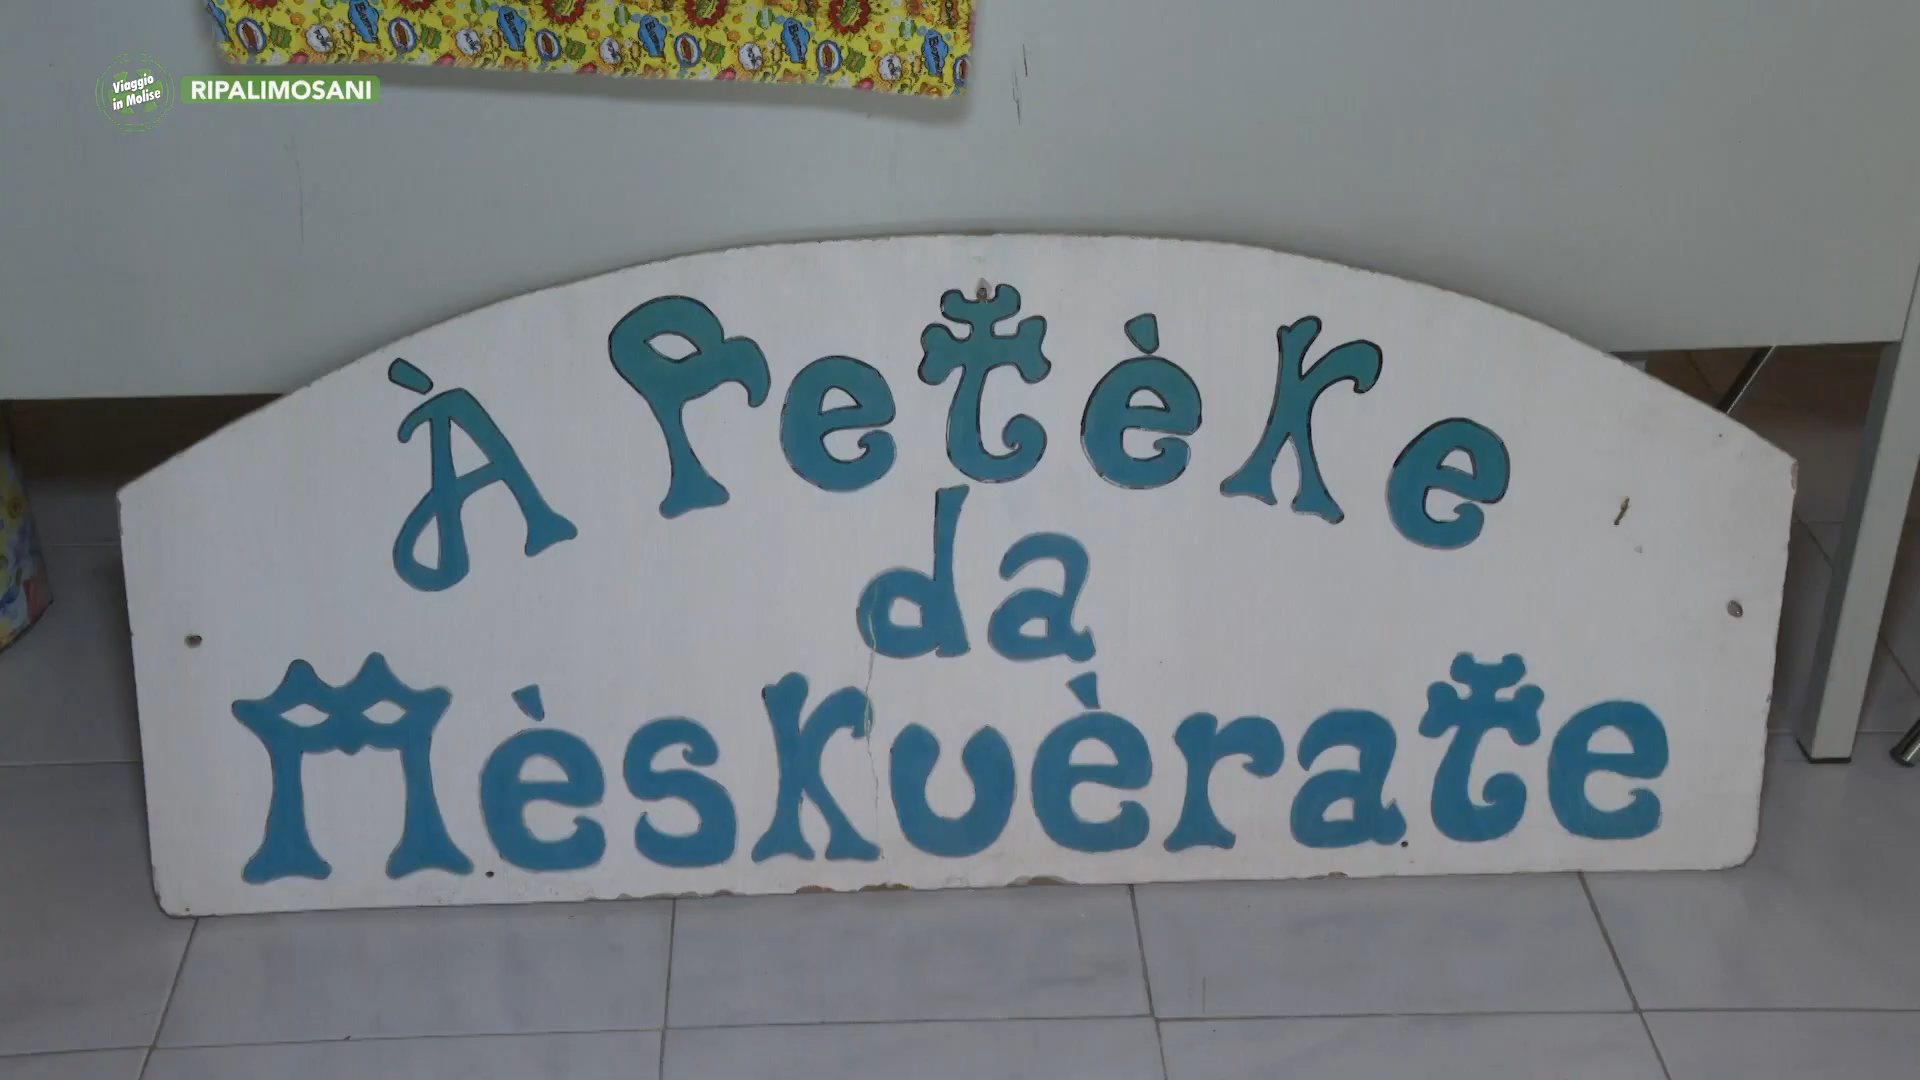 Viaggio
in Molise
RIPALIMOSANI
À Petèke
da
Mèskuèrate